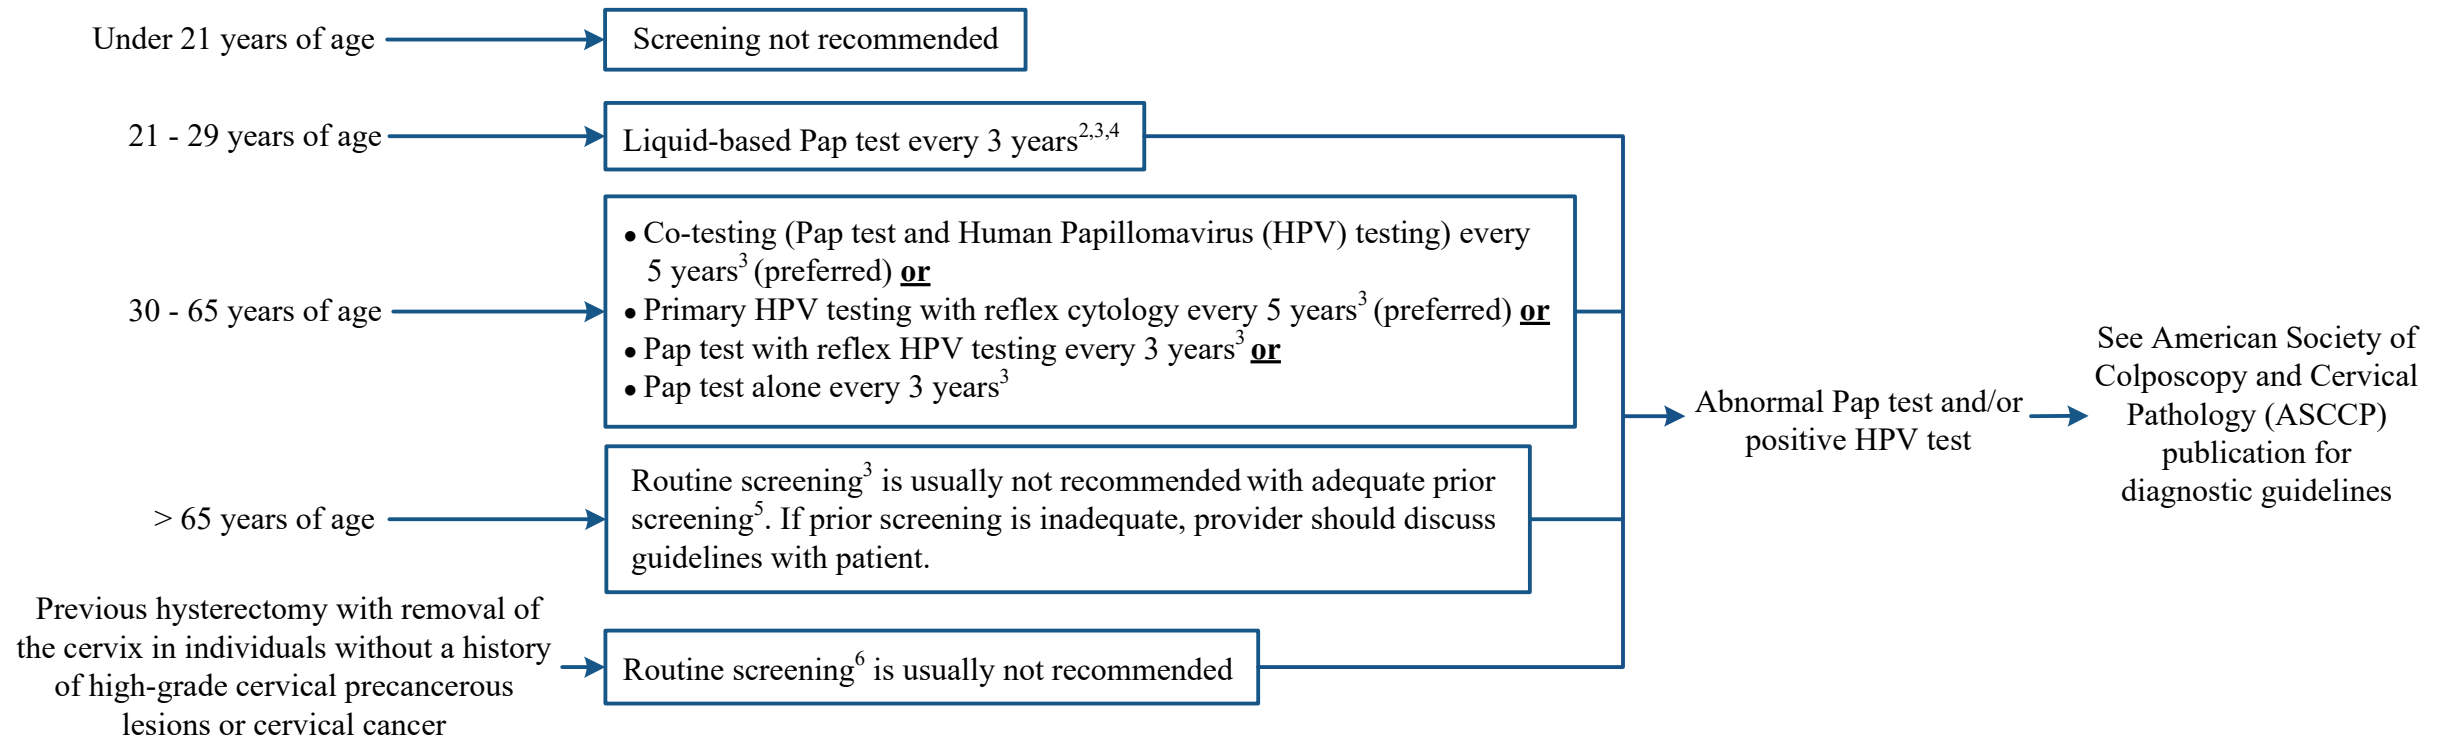 Under 21 years of age
Screening not recommended
21 - 29 years of age
Liquid-based Pap test every 3 years2,3,4
30 - 65 years of age
• Co-testing (Pap test and Human Papillomavirus (HPV) testing) every
5 years3 (preferred) or
• Primary HPV testing with reflex cytology every 5 years3 (preferred) or
• Pap test with reflex HPV testing every 3 years3 or
• Pap test alone every 3 years3
> 65 years of age
Routine screening3 is usually not recommended with adequate prior
screening5. If prior screening is inadequate, provider should discuss
guidelines with patient.
Previous hysterectomy with removal of
the cervix in individuals without a history
of high-grade cervical precancerous
lesions or cervical cancer
Routine screening6 is usually not recommended
Abnormal Pap test and/or
positive HPV test
See American Society of
Colposcopy and Cervical
Pathology (ASCCP)
publication for
diagnostic guidelines